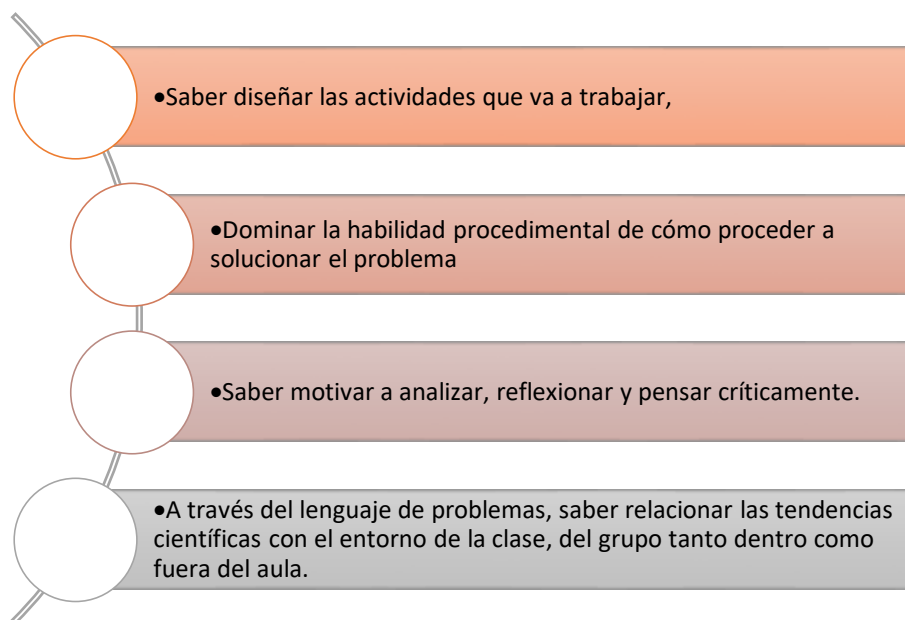 •Saber diseñar las actividades que va a trabajar,
•Dominar la habilidad procedimental de cómo proceder a
solucionar el problema
•Saber motivar a analizar, reflexionar y pensar críticamente.
•A través del lenguaje de problemas, saber relacionar las tendencias
científicas con el entorno de la clase, del grupo tanto dentro como
fuera del aula.